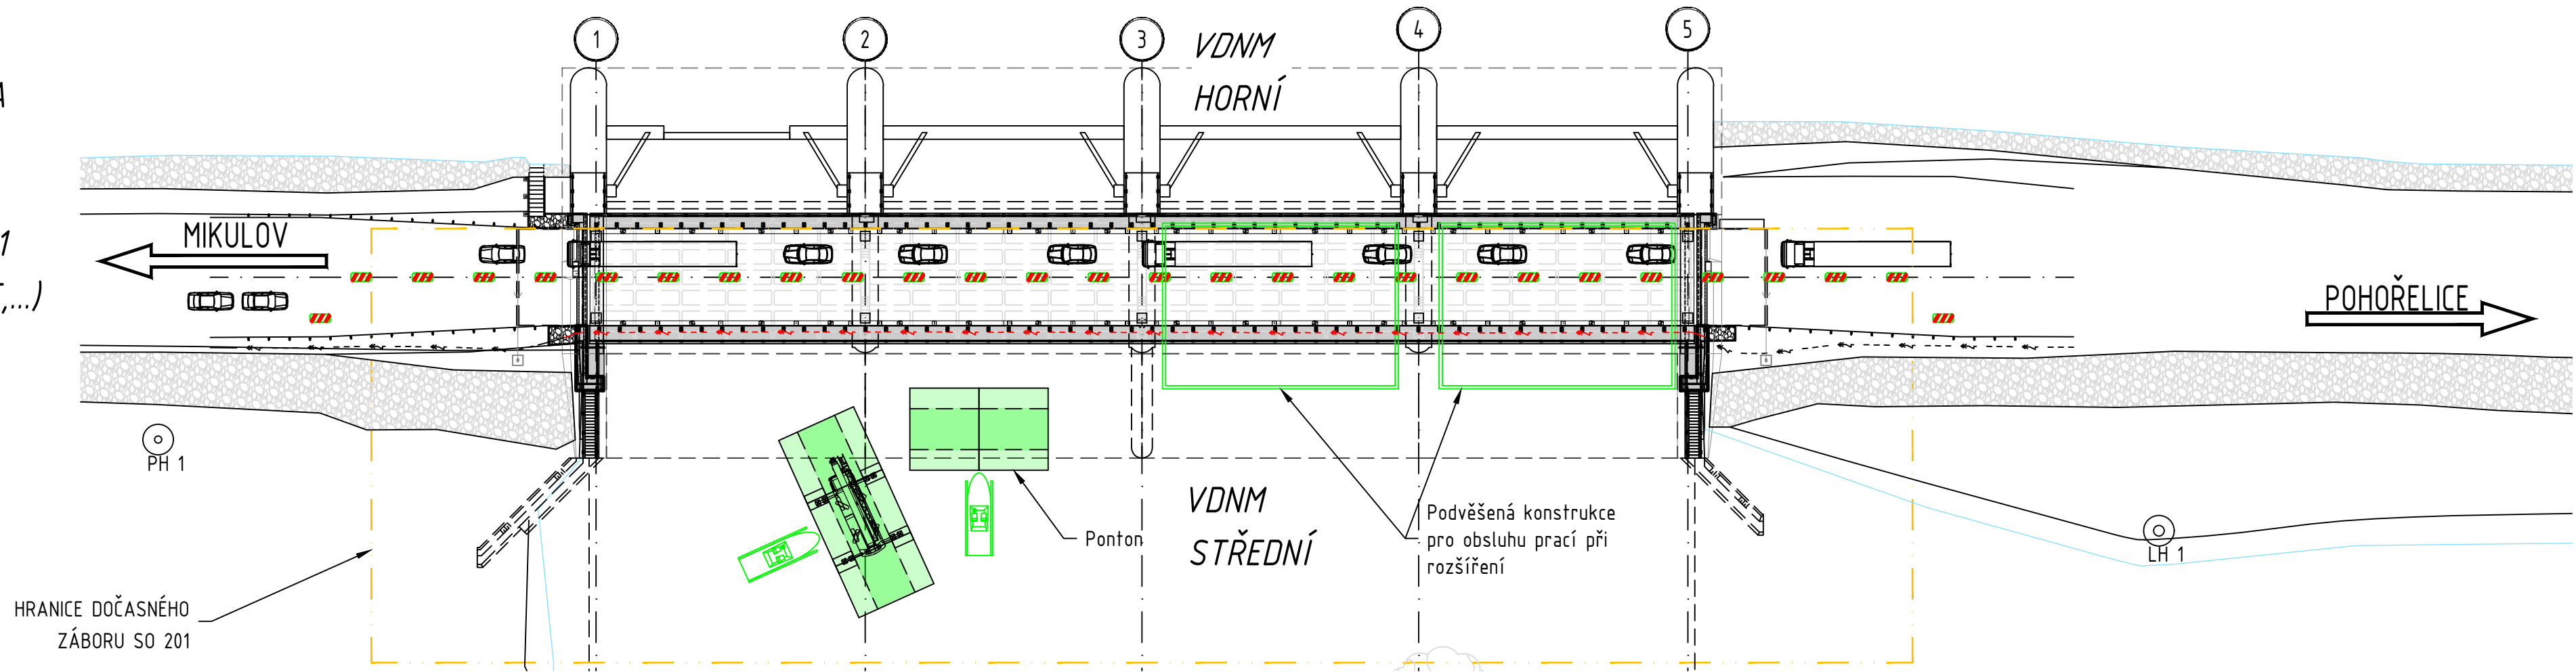 1
2
3
4
5
VDNM
HORNÍ
A
1
,...)
MIKULOV
POHOŘELICE
PH 1
LH 1
VDNM
STŘEDNÍ
Ponton
Podvěšená konstrukce
pro obsluhu prací při
rozšíření
HRANICE DOČASNÉHO
ZÁBORU SO 201